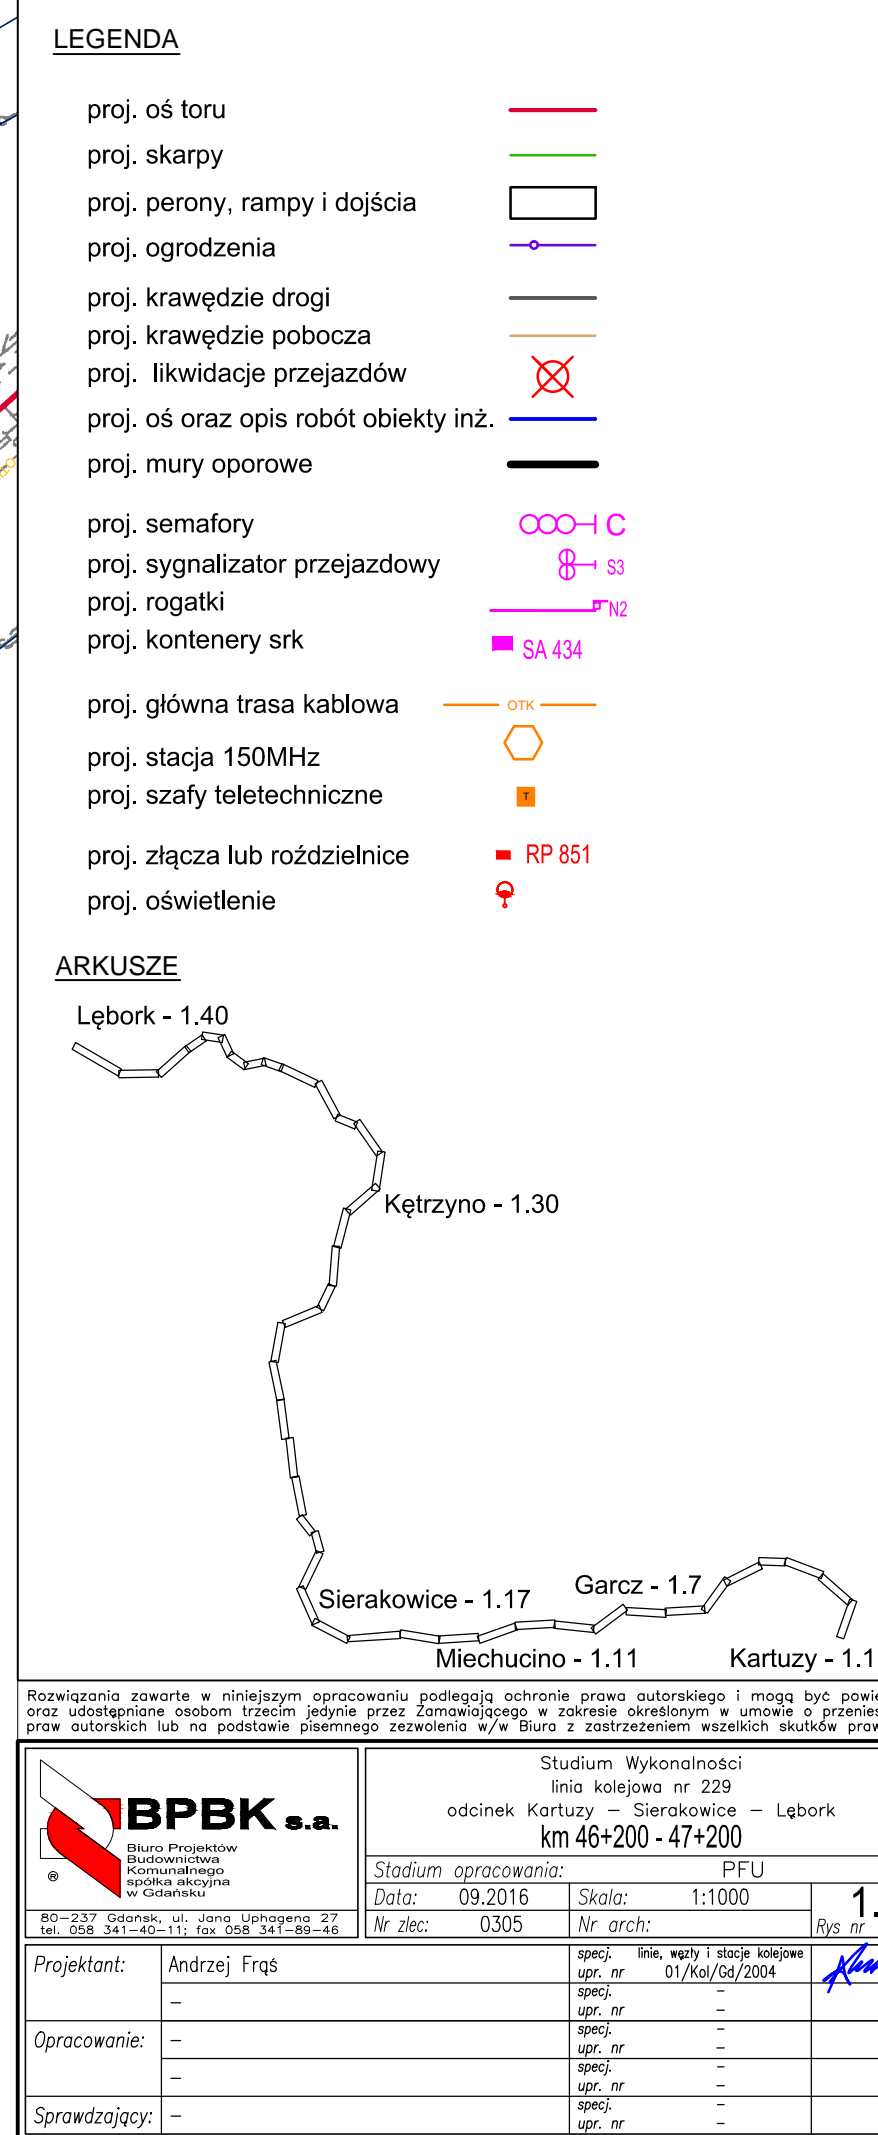 LEGENDA
proj. oś toru
proj. skarpy
proj. perony, rampy i dojścia
proj. ogrodzenia
proj. krawędzie drogi
proj. krawędzie pobocza
proj. likwidacje przejazdów
proj. oś oraz opis robót obiekty inż.
proj. mury oporowe
proj. semafory C
proj. sygnalizator przejazdowy S3
proj. rogatki N2
proj. kontenery srk SA 434
proj. główna trasa kablowa OTK
proj. stacja 150MHz
proj. szafy teletechniczne T
proj. złącza lub roździelnice RP 851
proj. oświetlenie
ARKUSZE
Lębork - 1.40
Kętrzyno - 1.30
Garcz - 1.7
Sierakowice - 1.17
Miechucino - 1.11
Kartuzy - 1.1
Rozwiązania zawarte w niniejszym opracowaniu podlegają ochronie prawa autorskiego i mogą być powie
oraz udostępniane osobom trzecim jedynie przez Zamawiającego w zakresie określonym w umowie o przenies
praw autorskich lub na podstawie pisemnego zezwolenia w/w Biura z zastrzeżeniem wszelkich skutków praw
BPBK s.a.
Biuro Projektów
Budownictwa
Komunalnego
spółka akcyjna
w Gdańsku
®
80-237 Gdańsk, ul. Jana Uphagena 27
tel. 058 341-40-11; fax 058 341-89-46
Studium Wykonalności
linia kolejowa nr 229
odcinek Kartuzy – Sierakowice – Lębork
km 46+200 - 47+200
Stadium opracowania: PFU
Data: 09.2016 Skala: 1:1000
Nr zlec: 0305 Nr arch:
1.
Rys nr
Projektant: Andrzej Frąś
specj. linie, węzły i stacje kolejowe
upr. nr 01/Kol/Gd/2004
– specj. –
upr. nr –
Opracowanie: – specj. –
upr. nr –
– specj. –
upr. nr –
Sprawdzający: – specj. –
upr. nr –